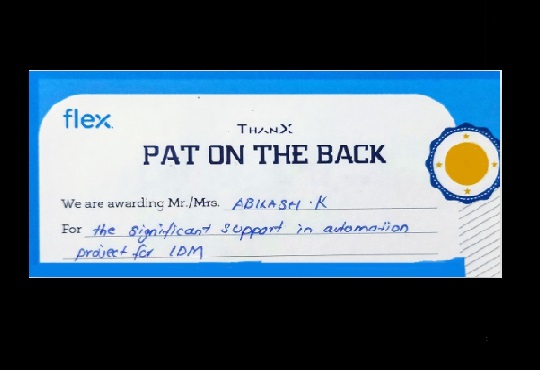 flex
THANX
PAT ON THE BACK
We are awarding Mr./Mrs. ABILASH · K
For the significant support in automation
project for IDM